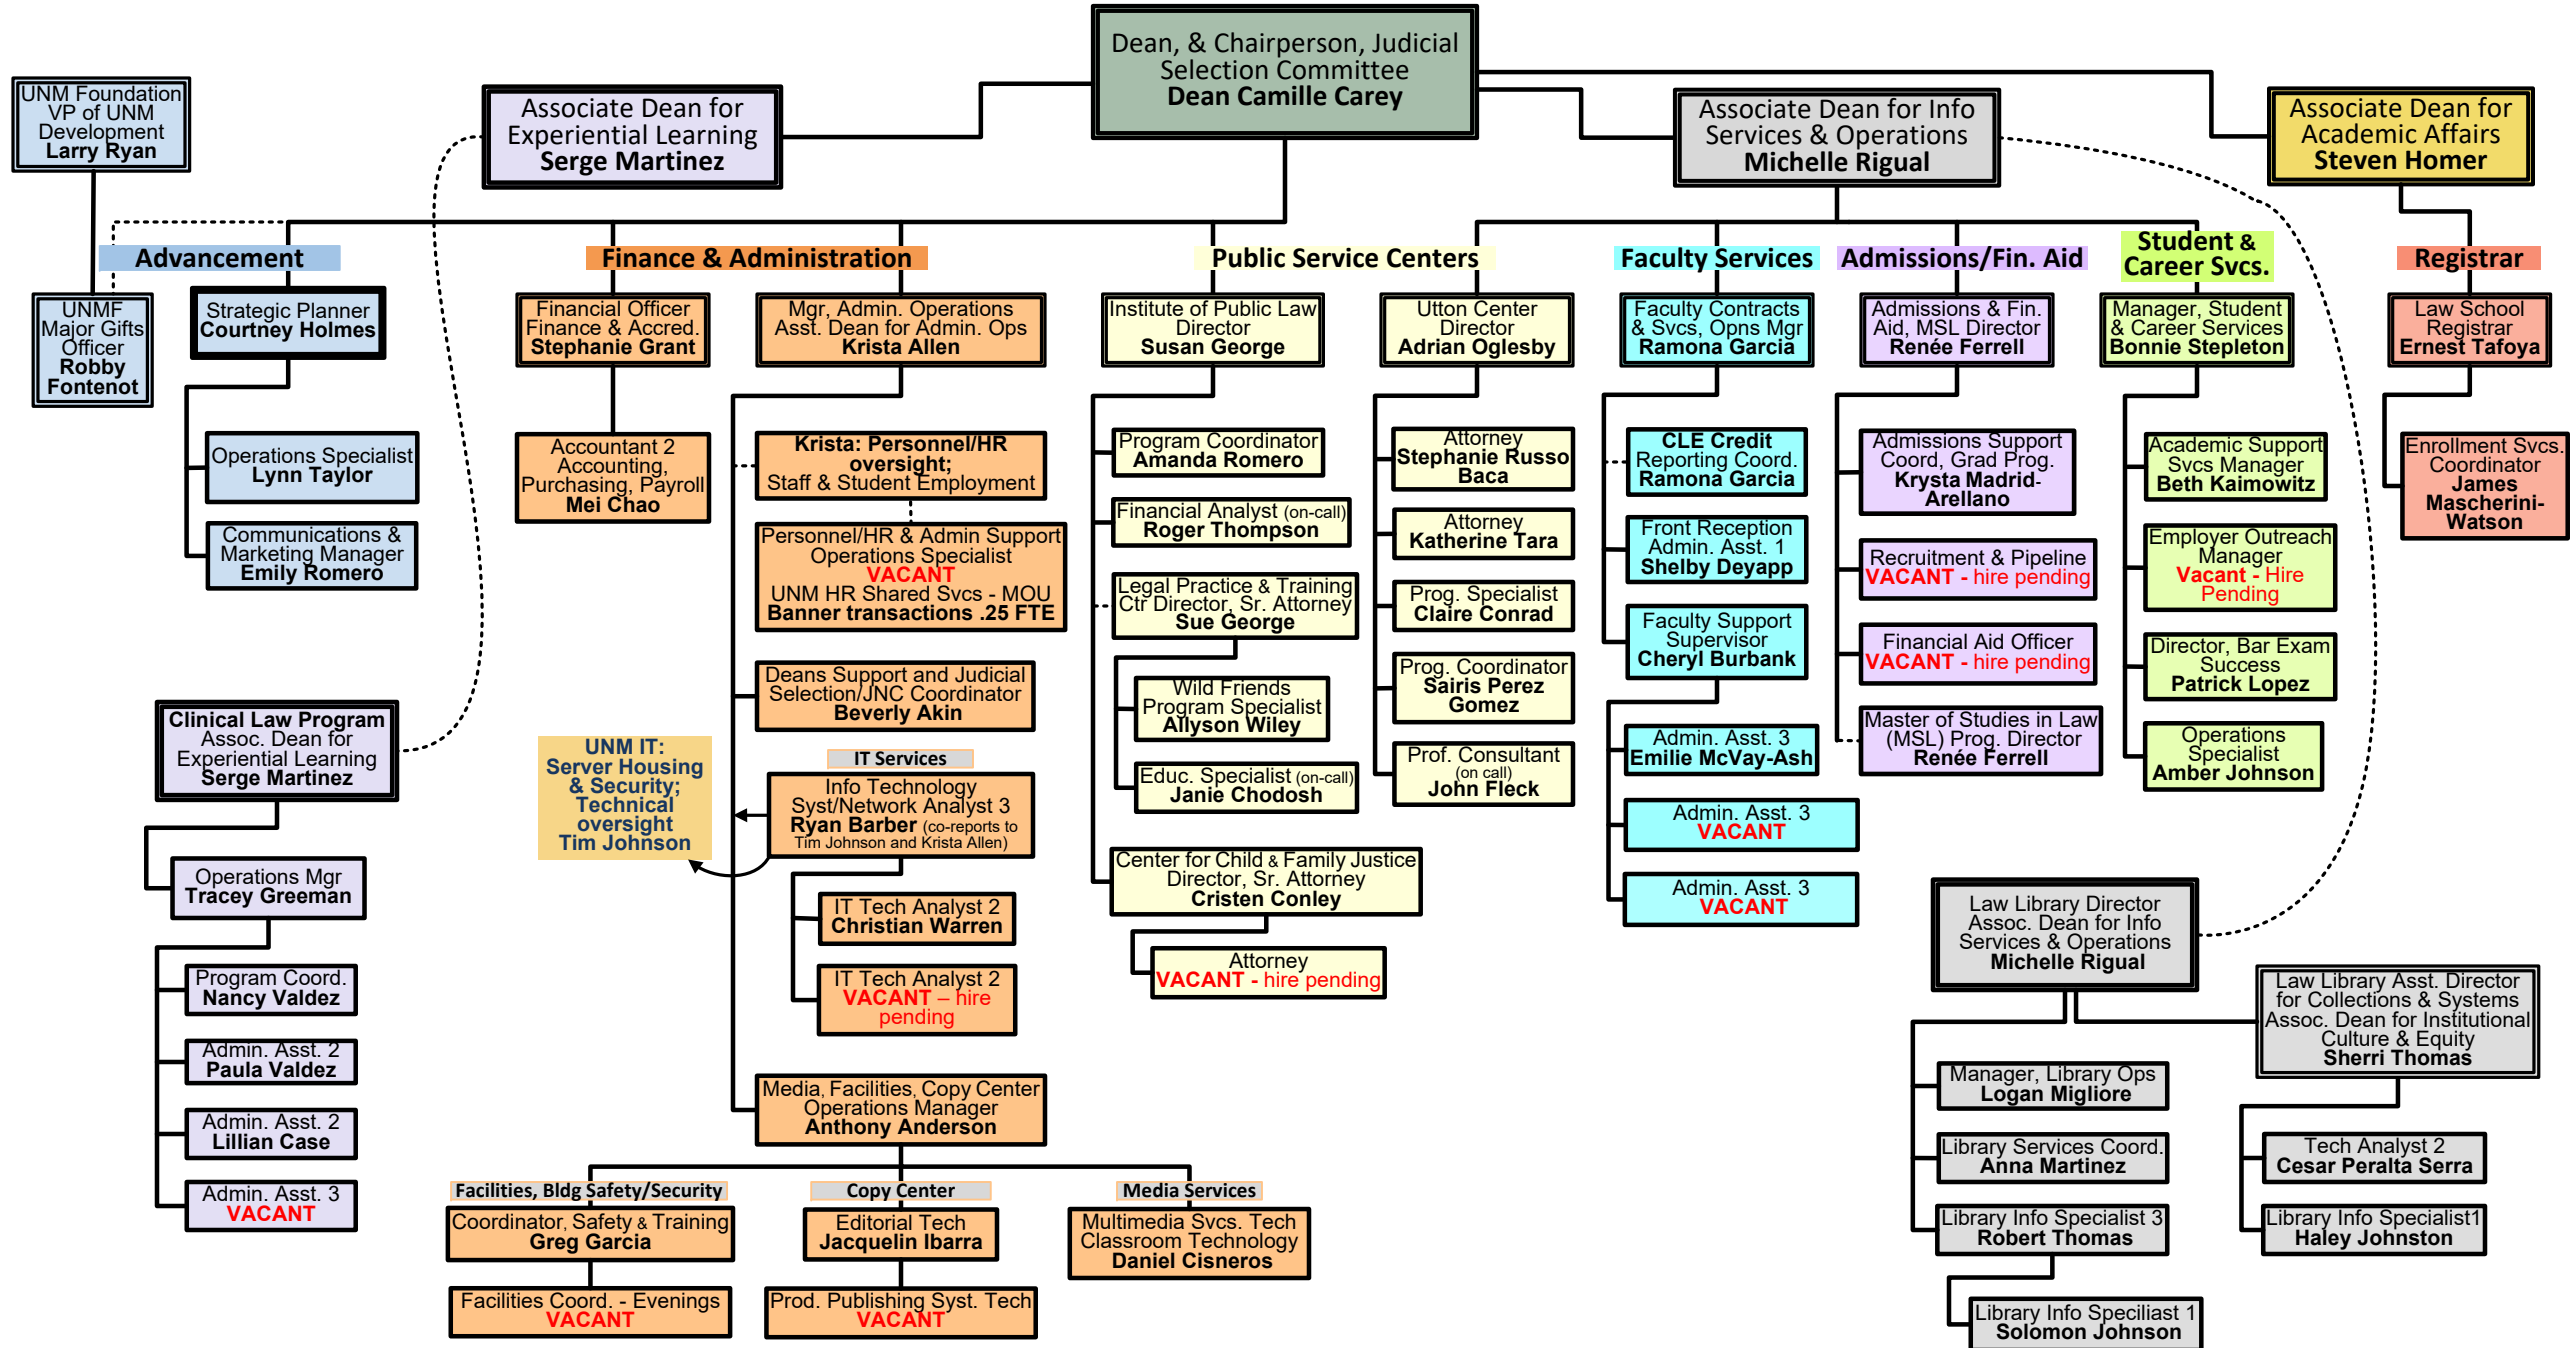 Dean, & Chairperson, Judicial
Selection Committee
Dean Camille Carey
UNM Foundation
VP of UNM
Development
Larry Ryan
Associate Dean for
Experiential Learning
Serge Martinez
Associate Dean for Info
Services & Operations
Michelle Rigual
Associate Dean for
Academic Affairs
Steven Homer
Advancement
UNMF
Major Gifts
Officer
Robby
Fontenot
Strategic Planner
Courtney Holmes
Operations Specialist
Lynn Taylor
Communications &
Marketing Manager
Emily Romero
Clinical Law Program
Assoc. Dean for
Experiential Learning
Serge Martinez
Operations Mgr
Tracey Greeman
Program Coord.
Nancy Valdez
Admin. Asst. 2
Paula Valdez
Admin. Asst. 2
Lillian Case
Admin. Asst. 3
VACANT
Finance & Administration
Financial Officer
Finance & Accred.
Stephanie Grant
Accountant 2
Accounting,
Purchasing, Payroll
Mei Chao
Mgr, Admin. Operations
Asst. Dean for Admin. Ops
Krista Allen
Krista: Personnel/HR
oversight;
Staff & Student Employment
Personnel/HR & Admin Support
Operations Specialist
VACANT
UNM HR Shared Svcs - MOU
Banner transactions .25 FTE
Deans Support and Judicial
Selection/JNC Coordinator
Beverly Akin
UNM IT:
Server Housing
& Security;
Technical
oversight
Tim Johnson
IT Services
Info Technology
Syst/Network Analyst 3
Ryan Barber (co-reports to
Tim Johnson and Krista Allen)
IT Tech Analyst 2
Christian Warren
IT Tech Analyst 2
VACANT – hire
pending
Media, Facilities, Copy Center
Operations Manager
Anthony Anderson
Facilities, Bldg Safety/Security
Coordinator, Safety & Training
Greg Garcia
Facilities Coord. - Evenings
VACANT
Copy Center
Editorial Tech
Jacquelin Ibarra
Prod. Publishing Syst. Tech
VACANT
Media Services
Multimedia Svcs. Tech
Classroom Technology
Daniel Cisneros
Public Service Centers
Institute of Public Law
Director
Susan George
Program Coordinator
Amanda Romero
Financial Analyst (on-call)
Roger Thompson
Legal Practice & Training
Ctr Director, Sr. Attorney
Sue George
Wild Friends
Program Specialist
Allyson Wiley
Educ. Specialist (on-call)
Janie Chodosh
Center for Child & Family Justice
Director, Sr. Attorney
Cristen Conley
Attorney
VACANT - hire pending
Utton Center
Director
Adrian Oglesby
Attorney
Stephanie Russo
Baca
Attorney
Katherine Tara
Prog. Specialist
Claire Conrad
Prog. Coordinator
Sairis Perez
Gomez
Prof. Consultant
(on call)
John Fleck
Faculty Services
Faculty Contracts
& Svcs, Opns Mgr
Ramona Garcia
CLE Credit
Reporting Coord.
Ramona Garcia
Front Reception
Admin. Asst. 1
Shelby Deyapp
Faculty Support
Supervisor
Cheryl Burbank
Admin. Asst. 3
Emilie McVay-Ash
Admin. Asst. 3
VACANT
Admin. Asst. 3
VACANT
Admissions/Fin. Aid
Admissions & Fin.
Aid, MSL Director
Renée Ferrell
Admissions Support
Coord, Grad Prog.
Krysta Madrid-
Arellano
Recruitment & Pipeline
VACANT - hire pending
Financial Aid Officer
VACANT - hire pending
Master of Studies in Law
(MSL) Prog. Director
Renée Ferrell
Student &
Career Svcs.
Manager, Student
& Career Services
Bonnie Stepleton
Academic Support
Svcs Manager
Beth Kaimowitz
Employer Outreach
Manager
Vacant - Hire
Pending
Director, Bar Exam
Success
Patrick Lopez
Operations
Specialist
Amber Johnson
Registrar
Law School
Registrar
Ernest Tafoya
Enrollment Svcs.
Coordinator
James
Mascherini-
Watson
Law Library Director
Assoc. Dean for Info
Services & Operations
Michelle Rigual
Manager, Library Ops
Logan Migliore
Library Services Coord.
Anna Martinez
Library Info Specialist 3
Robert Thomas
Library Info Speciliast 1
Solomon Johnson
Law Library Asst. Director
for Collections & Systems
Assoc. Dean for Institutional
Culture & Equity
Sherri Thomas
Tech Analyst 2
Cesar Peralta Serra
Library Info Specialist1
Haley Johnston